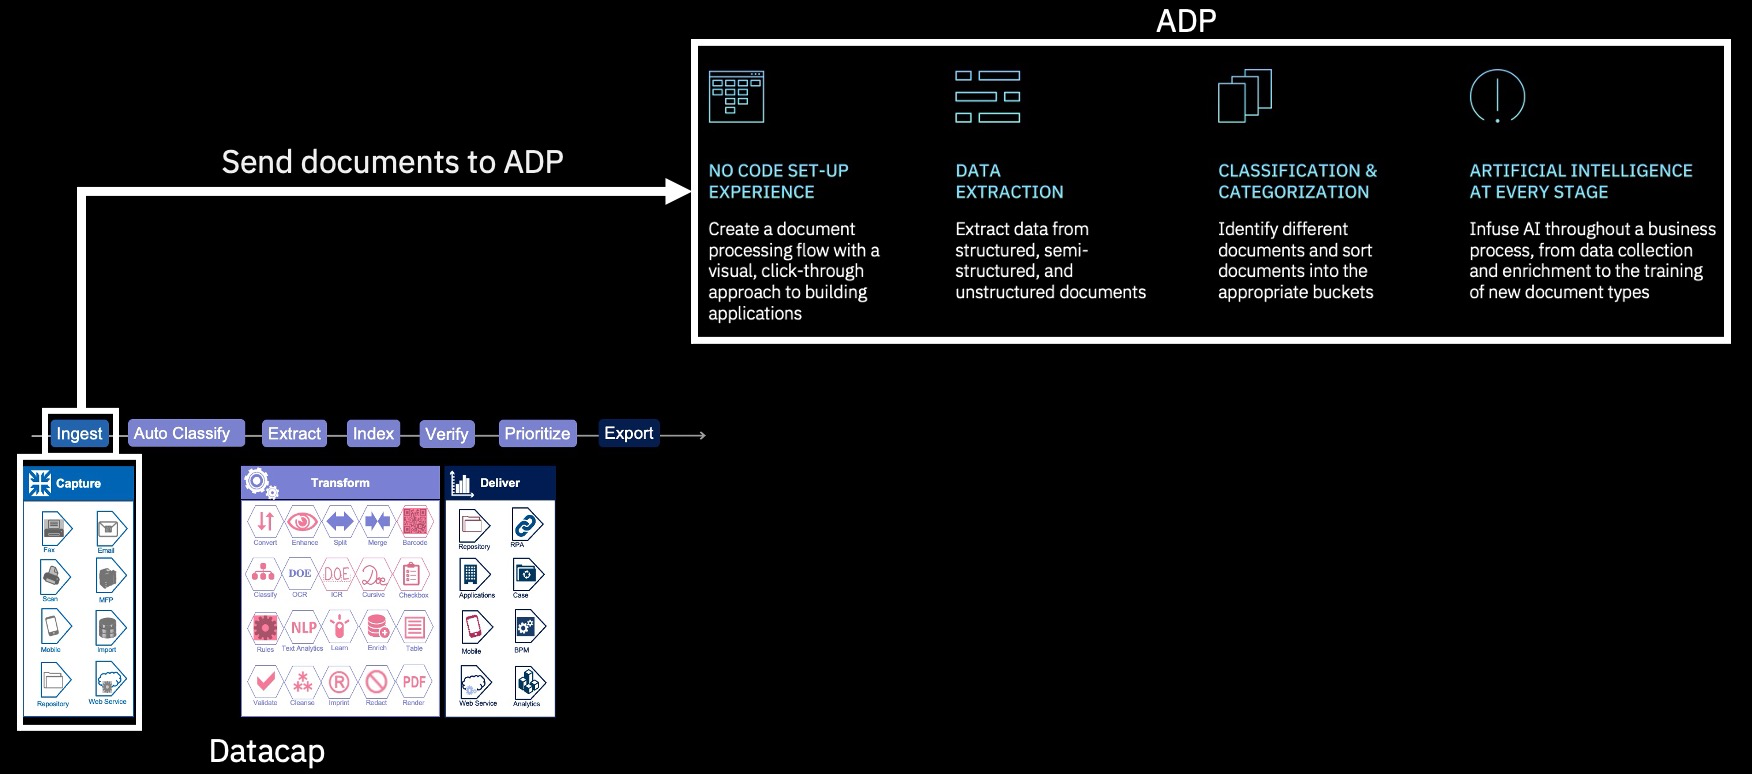 ADP
Send documents to ADP
NO CODE SET-UP
EXPERIENCE
Create a document
processing flow with a
visual, click-through
approach to building
applications
DATA
EXTRACTION
Extract data from
structured, semi-
structured, and
unstructured documents
CLASSIFICATION &
CATEGORIZATION
Identify different
documents and sort
documents into the
appropriate buckets
ARTIFICIAL INTELLIGENCE
AT EVERY STAGE
Infuse AI throughout a business
process, from data collection
and enrichment to the training
of new document types
Ingest Auto Classify Extract Index Verify Prioritize Export
Capture
Fax Email
Scan MFP
Mobile Import
Repository Web Service
Transform
Convert Enhance Split Merge Barcode
DOE D.O.E Doe
Classify OCR ICR Cursive Checkbox
NLP
Rules Text Analytics Learn Enrich Table
® PDF
Validate Cleanse Imprint Redact Render
Deliver
Repository RPA
Applications Case
Mobile BPM
Web Service Analytics
Datacap